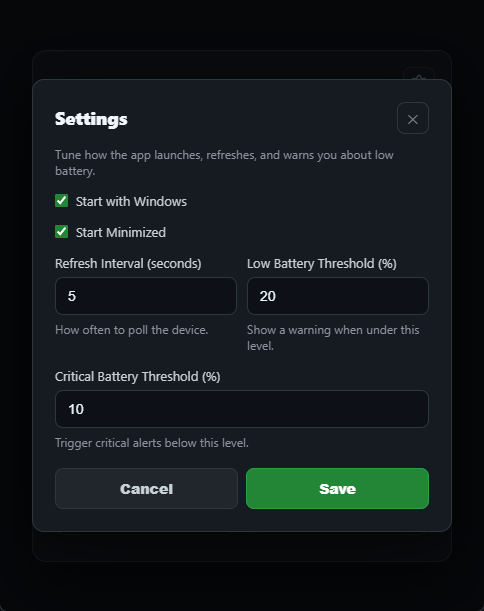 Settings
Tune how the app launches, refreshes, and warns you about low
battery.
Start with Windows
Start Minimized
Refresh Interval (seconds)
5
How often to poll the device.
Low Battery Threshold (%)
20
Show a warning when under this
level.
Critical Battery Threshold (%)
10
Trigger critical alerts below this level.
Cancel
Save